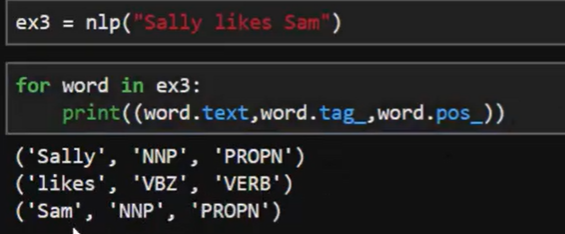 ex3 = nlp("Sally likes Sam")
for word in ex3:
    print((word.text,word.tag_,word.pos_))
('Sally', 'NNP', 'PROPN')
('likes', 'VBZ', 'VERB')
('Sam', 'NNP', 'PROPN')